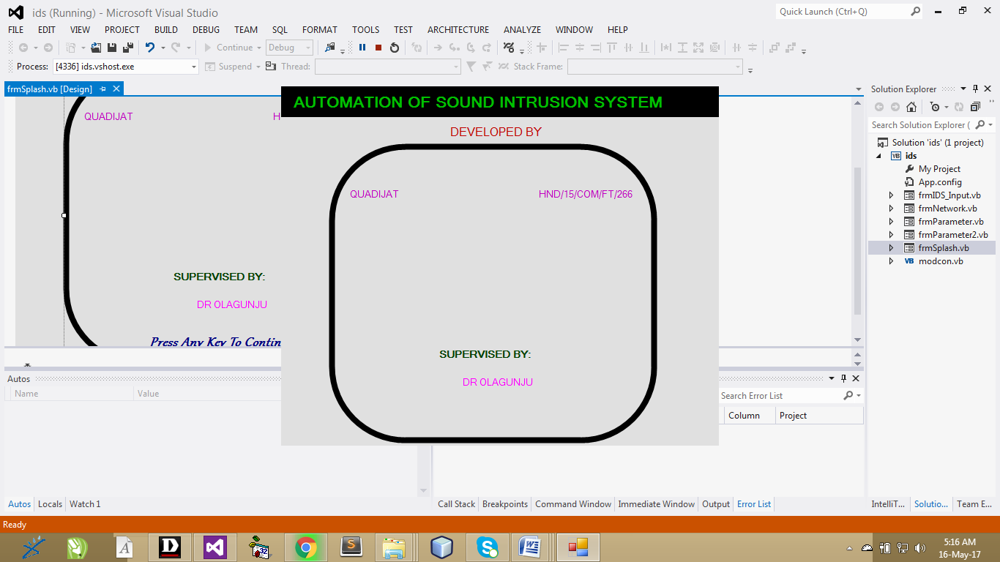 ids (Running) - Microsoft Visual Studio
Quick Launch (Ctrl+Q)
FILE EDIT VIEW PROJECT BUILD DEBUG TEAM SQL FORMAT TOOLS TEST ARCHITECTURE ANALYZE WINDOW HELP
Continue Debug
Process: [4336] ids.vshost.exe Suspend Thread: Stack Frame:
frmSplash.vb [Design]
QUADIJAT H
SUPERVISED BY:
DR OLAGUNJU
Press Any Key To Contin
AUTOMATION OF SOUND INTRUSION SYSTEM
DEVELOPED BY
QUADIJAT HND/15/COM/FT/266
SUPERVISED BY:
DR OLAGUNJU
Solution Explorer
Search Solution Explorer (
Solution 'ids' (1 project)
VB ids
My Project
App.config
frmIDS_Input.vb
frmNetwork.vb
frmParameter.vb
frmParameter2.vb
frmSplash.vb
VB modcon.vb
Autos
Name Value
Search Error List
Column Project
Autos Locals Watch 1
Call Stack Breakpoints Command Window Immediate Window Output Error List
IntelliT... Solutio... Team E...
Ready
A D 32 S S W
5:16 AM
16-May-17